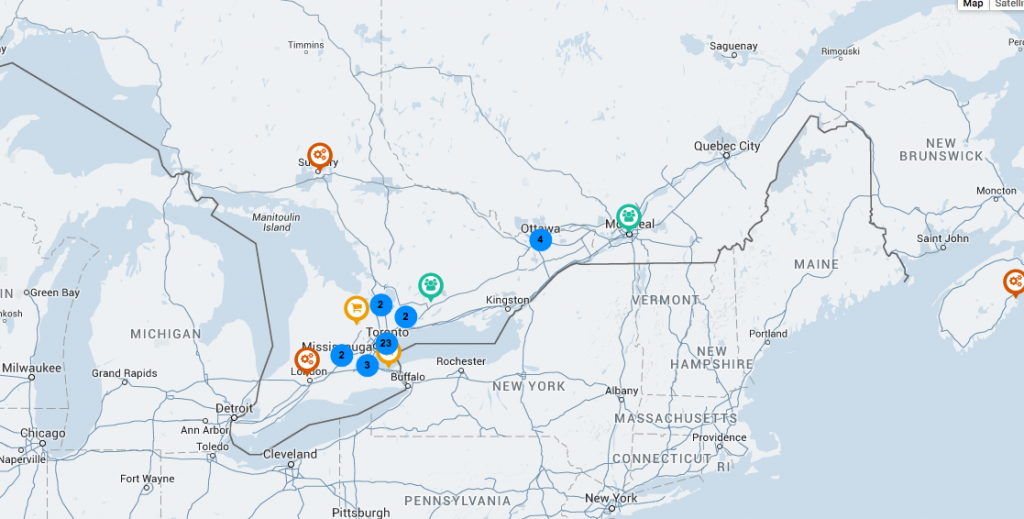 Map
Timmins
Saguenay
Rimouski
Quebec City
NEW
BRUNSWICK
Moncton
Manitoulin
Island
Ottawa
4
Saint John
MAINE
Green Bay
Kingston
VERMONT
2
2
Toronto
23
MICHIGAN
Mississauga
2
3
London
Portland
Milwaukee
Grand Rapids
Rochester
Buffalo
NEW
HAMPSHIRE
NEW YORK
Albany
Detroit
MASSACHUSETTS
Ann Arbor
Chicago
Toledo
Providence
Naperville
Cleveland
CONNECTICUT
RI
Fort Wayne
PENNSYLVANIA
New York
Pittsburgh